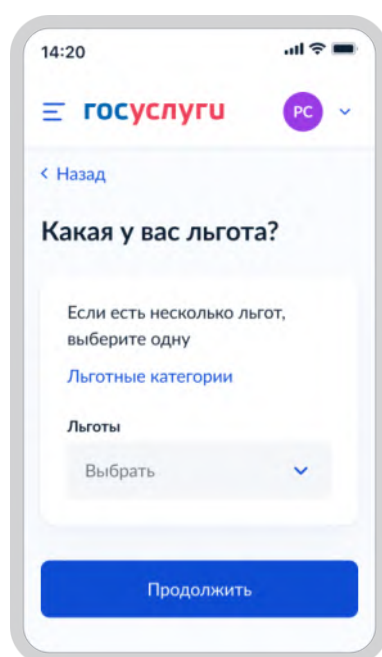 14:20
госуслуги
РС
Назад
Какая у вас льгота?
Если есть несколько льгот,
выберите одну
Льготные категории
Льготы
Выбрать
Продолжить